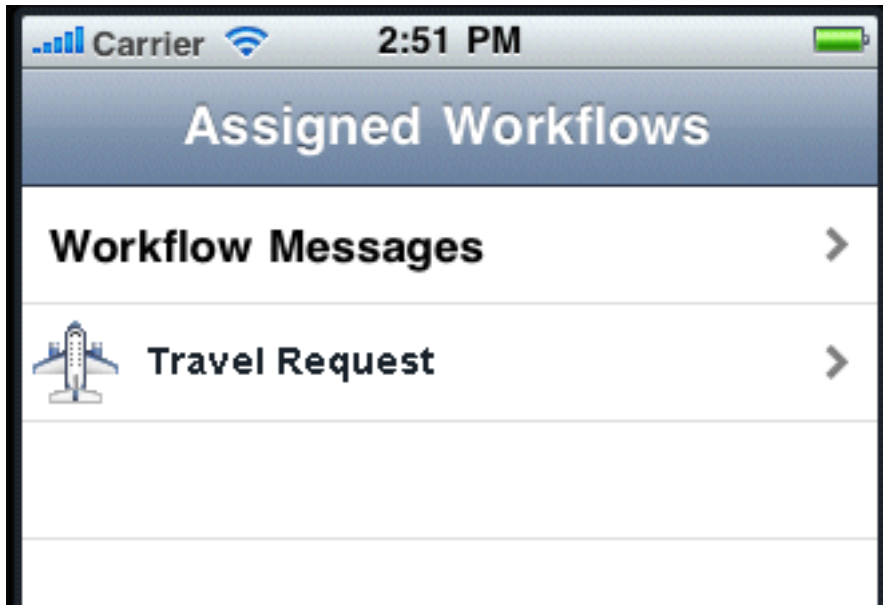 Carrier 2:51 PM
Assigned Workflows
Workflow Messages
Travel Request